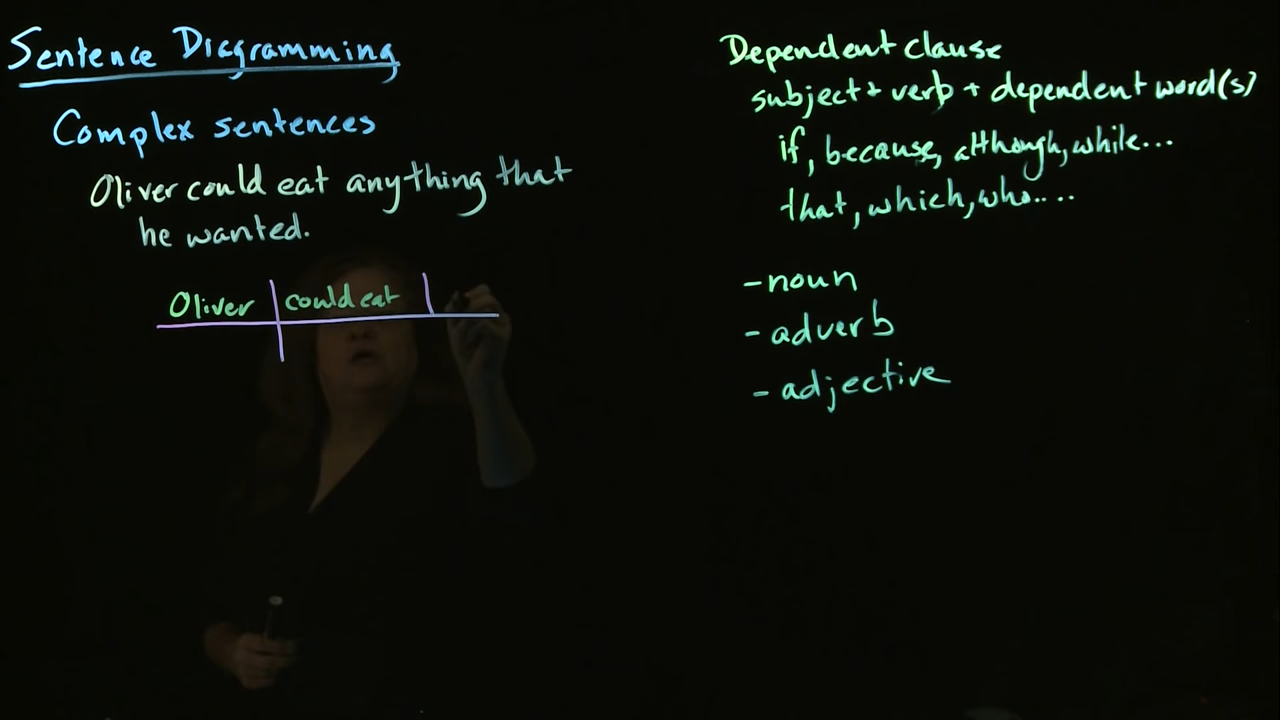 Sentence Diagramming
Complex sentences
Oliver could eat anything that
he wanted.
Oliver could eat
Dependent clause
subject + verb + dependent word(s)
if, because, although, while...
that, which, who....
- noun
- adverb
- adjective